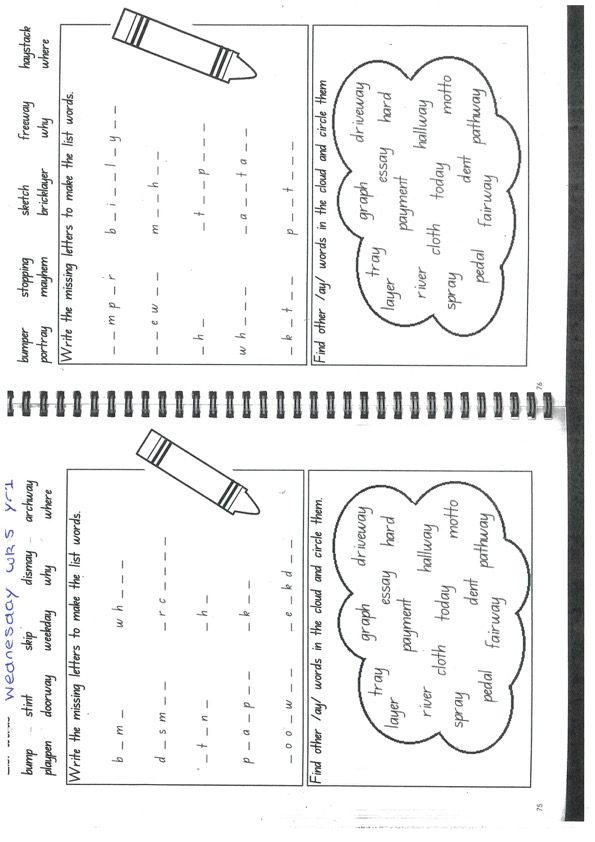 Wednesday wk 5 yr1
bump stint skip dismay archway
playpen doorway weekday why where
Write the missing letters to make the list words.
b _ m _ w h _ _ _
d _ s m _ _ _ r c _ _ _ _
_ t _ n _ _ h _
p _ a _ p _ _ _ k _ _
_ o o _ w _ _ _ e _ k d _ _
Find other /ay/ words in the cloud and circle them.
tray graph driveway
layer essay hard
payment
river hallway
cloth today motto
spray
dent
pedal fairway pathway
75
bumper stopping sketch freeway haystack
portray mayhem bricklayer why where
Write the missing letters to make the list words.
_ _ m p _ r b _ i _ _ l _ y _ _
_ _ e w _ _ m _ _ h _ _
_ h _ _ t _ _ p _ _ _
w h _ _ _ _ a _ _ t a _ _
_ k _ t _ _ p _ _ t _ _ _
Find other /ay/ words in the cloud and circle them
tray graph driveway
layer essay hard
payment
river hallway
cloth today motto
spray
dent
pedal fairway pathway
76